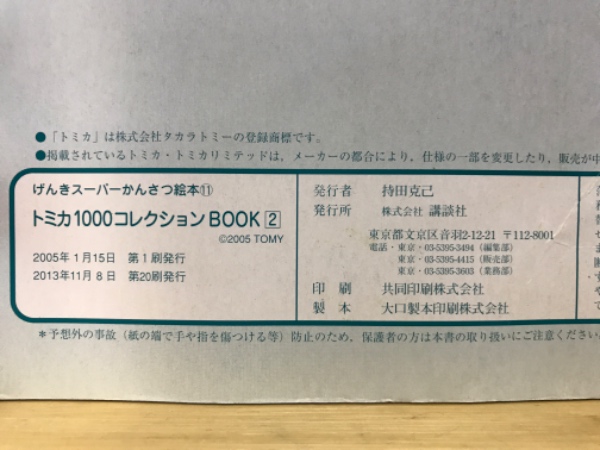 ●「トミカ」は株式会社タカラトミーの登録商標です。
●掲載されているトミカ・トミカリミテッドは，メーカーの都合により，仕様の一部を変更したり，販売が中
げんきスーパーかんさつ絵本⑪
トミカ1000コレクションBOOK 2
©2005 TOMY
2005年 1月15日 第 1刷発行
2013年11月 8日 第20刷発行
発行者 持田克己
発行所 株式会社 講談社
東京都文京区音羽2-12-21 〒112-8001
電話・東京・03-5395-3494（編集部）
・東京・03-5395-4415（販売部）
・東京・03-5395-3603（業務部）
印 刷 共同印刷株式会社
製 本 大口製本印刷株式会社
＊予想外の事故（紙の端で手や指を傷つける等）防止のため，保護者の方は本書の取り扱いにご注意ください